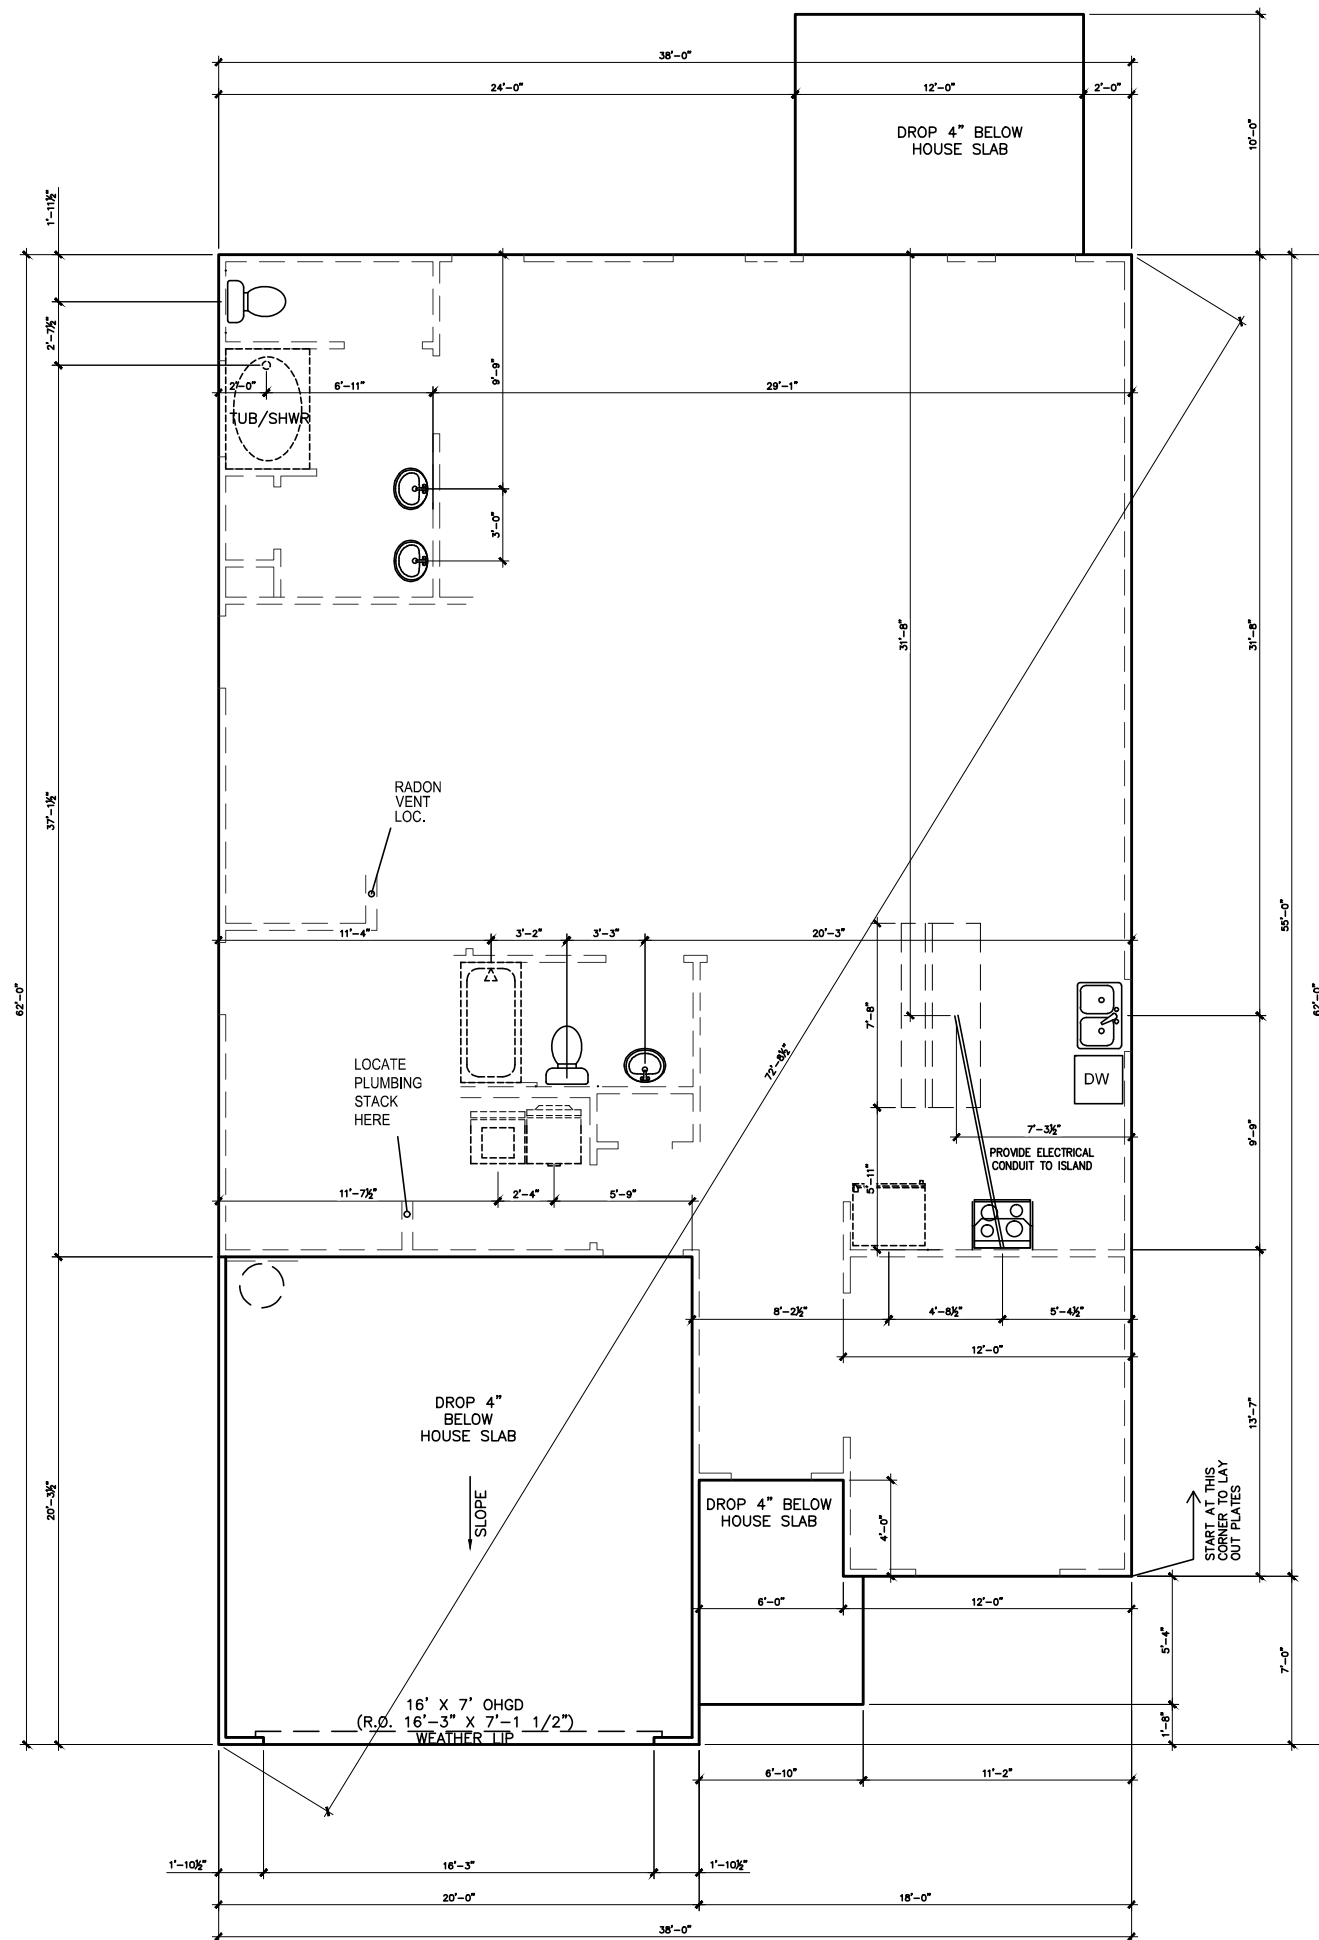 38'-0"
24'-0"
12'-0"
2'-0"
10'-0"
DROP 4" BELOW
HOUSE SLAB
1'-11½"
2'-7½"
9'-9"
2'-0"
6'-11"
29'-1"
TUB/SHWR
3'-0"
31'-8"
31'-8"
RADON
VENT
LOC.
37'-1½"
62'-0"
55'-0"
62'-0"
11'-4"
3'-2"
3'-3"
20'-3"
7'-8"
72'-8½"
LOCATE
PLUMBING
STACK
HERE
DW
7'-3½"
9'-9"
PROVIDE ELECTRICAL
CONDUIT TO ISLAND
5'-11"
11'-7½"
2'-4"
5'-9"
8'-2½"
4'-8½"
5'-4½"
12'-0"
DROP 4"
BELOW
HOUSE SLAB
13'-7"
20'-3½"
SLOPE
DROP 4" BELOW
HOUSE SLAB
4'-0"
START AT THIS
CORNER TO LAY
OUT PLATES
6'-0"
12'-0"
5'-4"
7'-0"
16' X 7' OHGD
(R.O. 16'-3" X 7'-1 1/2")
WEATHER LIP
1'-8"
6'-10"
11'-2"
1'-10½"
16'-3"
1'-10½"
20'-0"
18'-0"
38'-0"